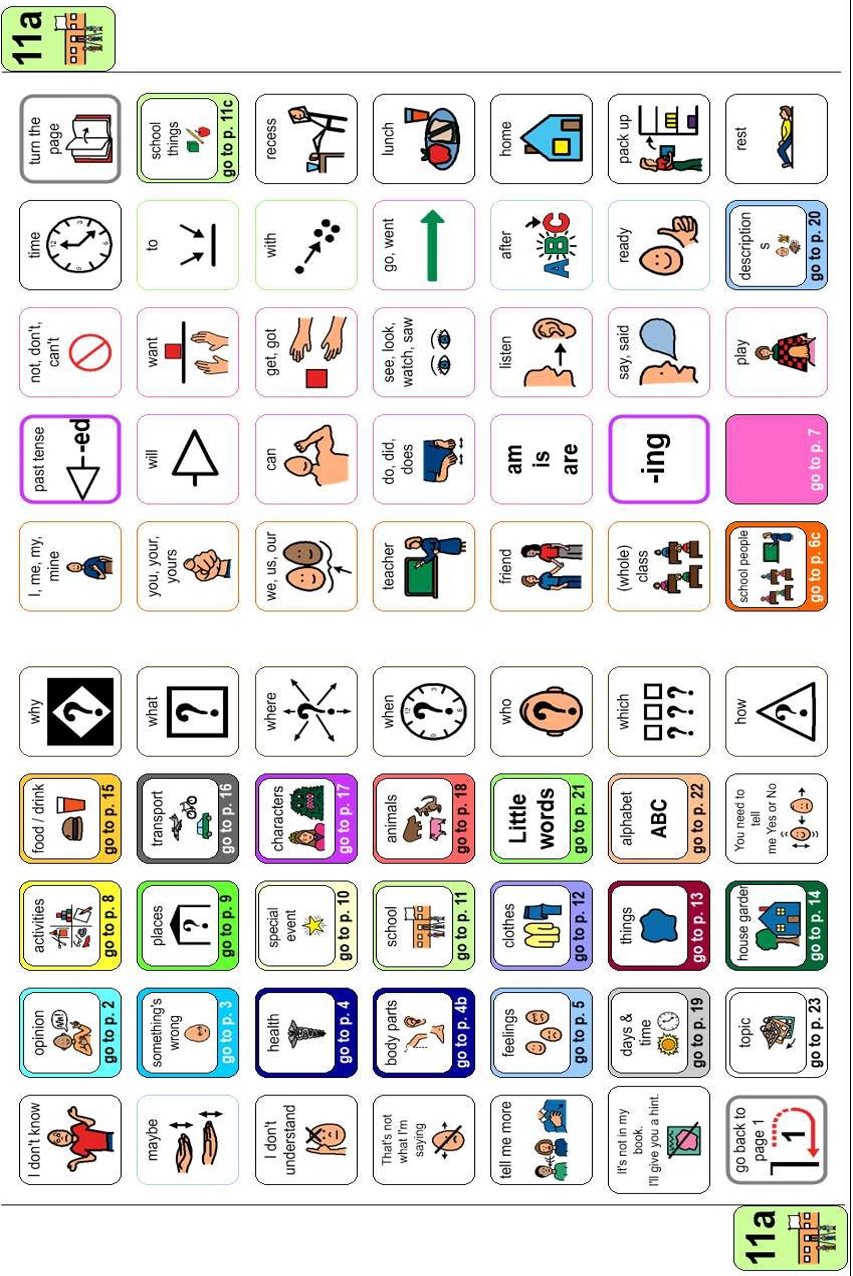 I don't know
opinion
go to p. 2
activities
go to p. 8
food / drink
go to p. 15
why
?
I, me, my,
mine
past tense
-ed
not, don't,
can't
time
turn the
page
11a
maybe
something's
wrong
go to p. 3
places
?
go to p. 9
transport
go to p. 16
what
?
you, your,
yours
will
want
to
school
things
go to p. 11c
I don't
understand
health
go to p. 4
special
event
go to p. 10
characters
go to p. 17
where
?
we, us, our
can
get, got
with
recess
That's not
what I'm
saying
body parts
go to p. 4b
school
go to p. 11
animals
go to p. 18
when
?
teacher
do, did,
does
see, look,
watch, saw
go, went
lunch
tell me more
feelings
go to p. 5
clothes
go to p. 12
Little
words
go to p. 21
who
?
friend
am
is
are
listen
after
ABC
home
It's not in my
book.
I'll give you a hint.
days &
time
go to p. 19
things
go to p. 13
alphabet
ABC
go to p. 22
which
? ? ?
(whole)
class
-ing
say, said
ready
pack up
go back to
page 1
1
topic
go to p. 23
house garden
go to p. 14
You need to
tell
me Yes or No
how
?
school people
go to p. 6c
go to p. 7
play
description
s
go to p. 20
rest
11a